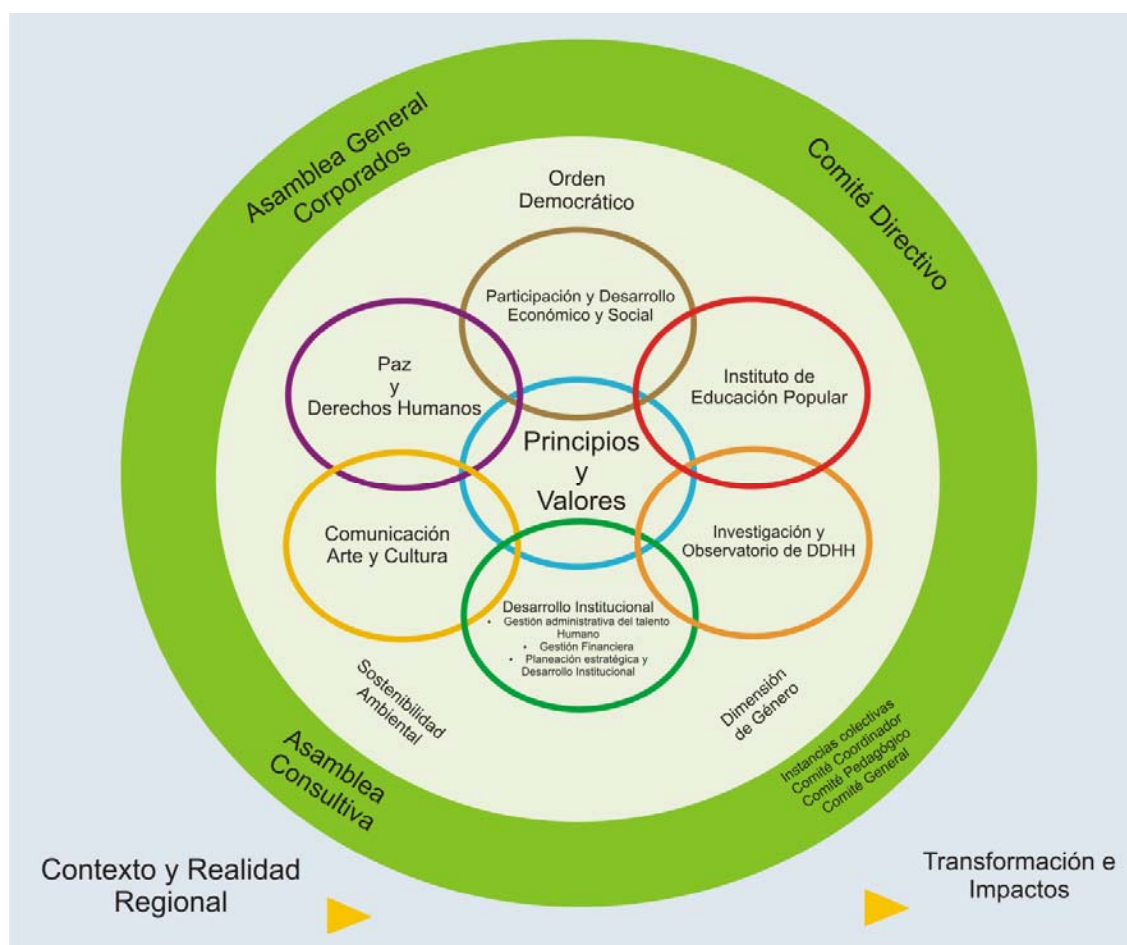 Asamblea General
Corporados
Comité Directivo
Orden
Democrático
Participación y Desarrollo
Económico y Social
Paz
y
Derechos Humanos
Instituto de
Educación Popular
Principios
y
Valores
Comunicación
Arte y Cultura
Investigación y
Observatorio de DDHH
Desarrollo Institucional
• Gestión administrativa del talento
Humano
• Gestión Financiera
• Planeación estratégica y
Desarrollo Institucional
Sostenibilidad
Ambiental
Dimensión
de Género
Asamblea
Consultiva
Instancias colectivas
Comité Coordinador
Comité Pedagógico
Comité General
Contexto y Realidad
Regional
Transformación e
Impactos